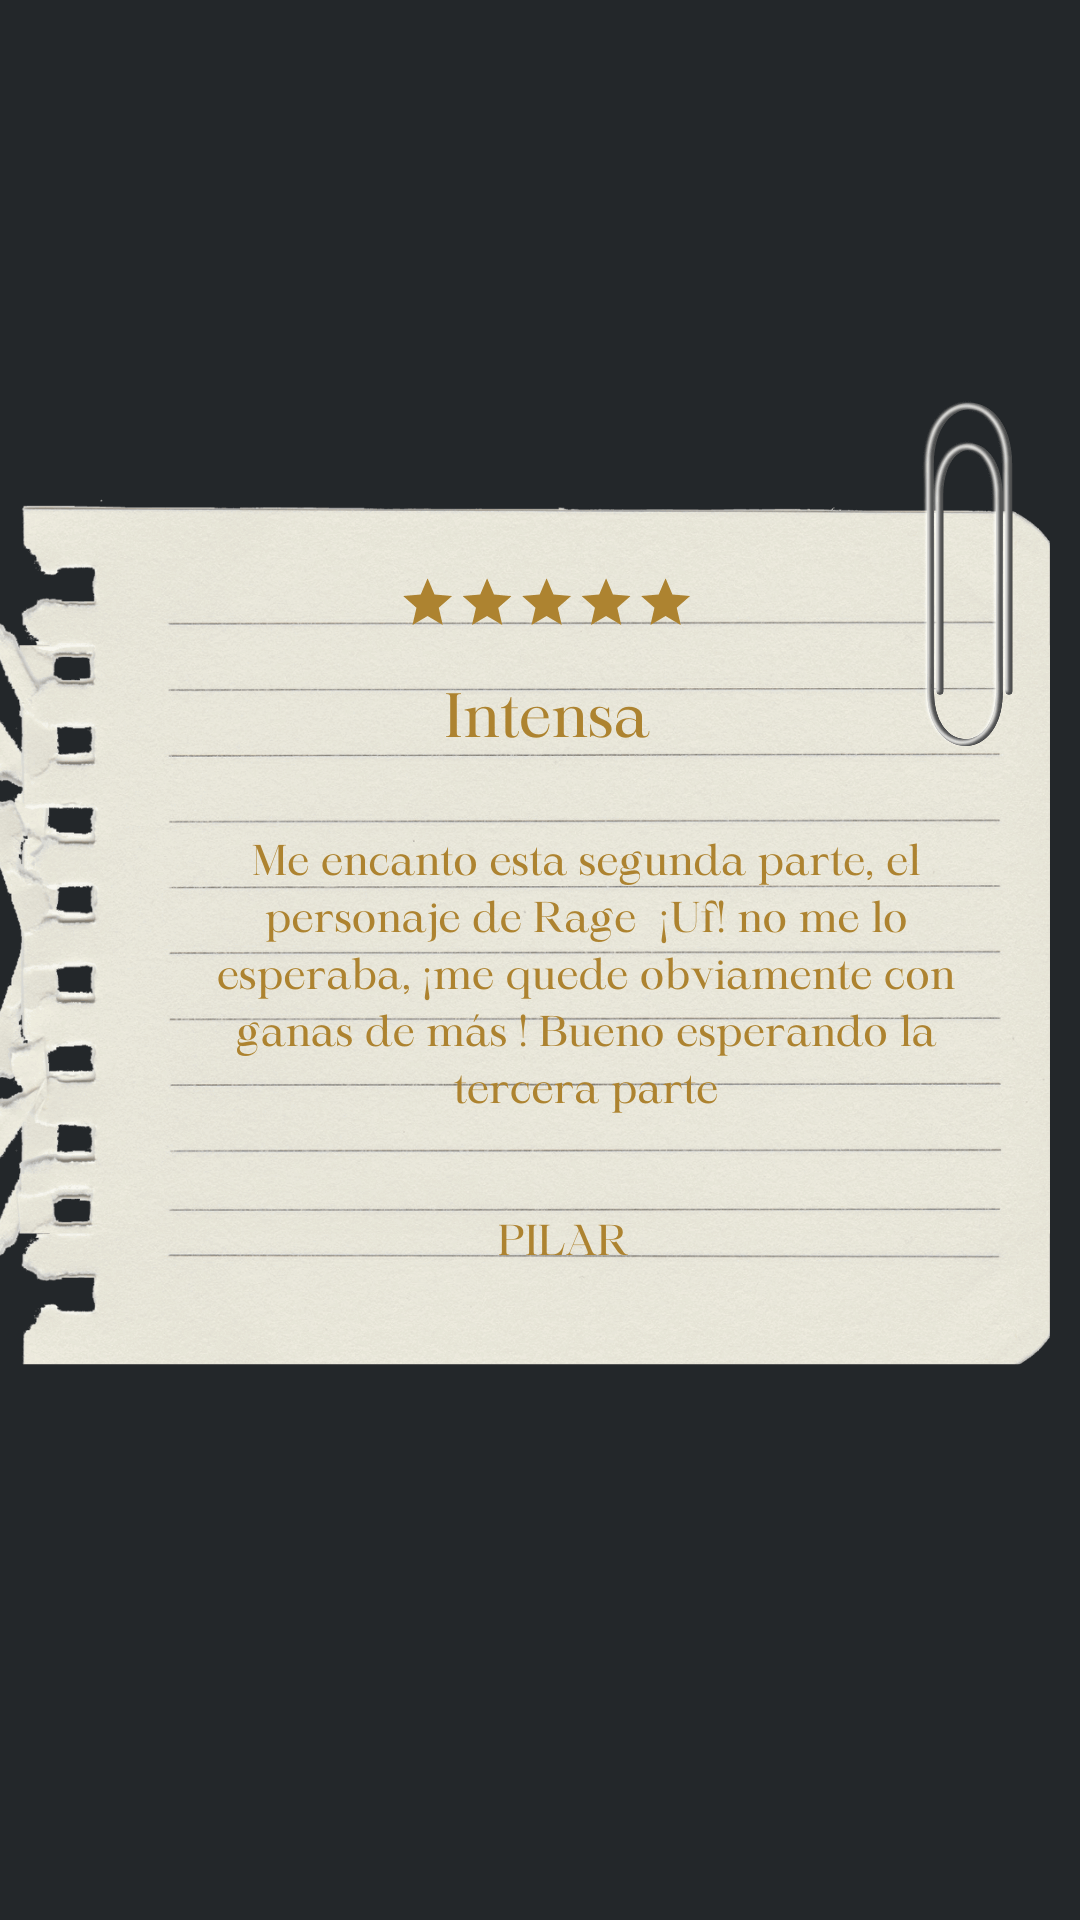 Intensa
Me encanto esta segunda parte, el
personaje de Rage  ¡Uf! no me lo
esperaba, ¡me quede obviamente con
ganas de más ! Bueno esperando la
tercera parte
PILAR